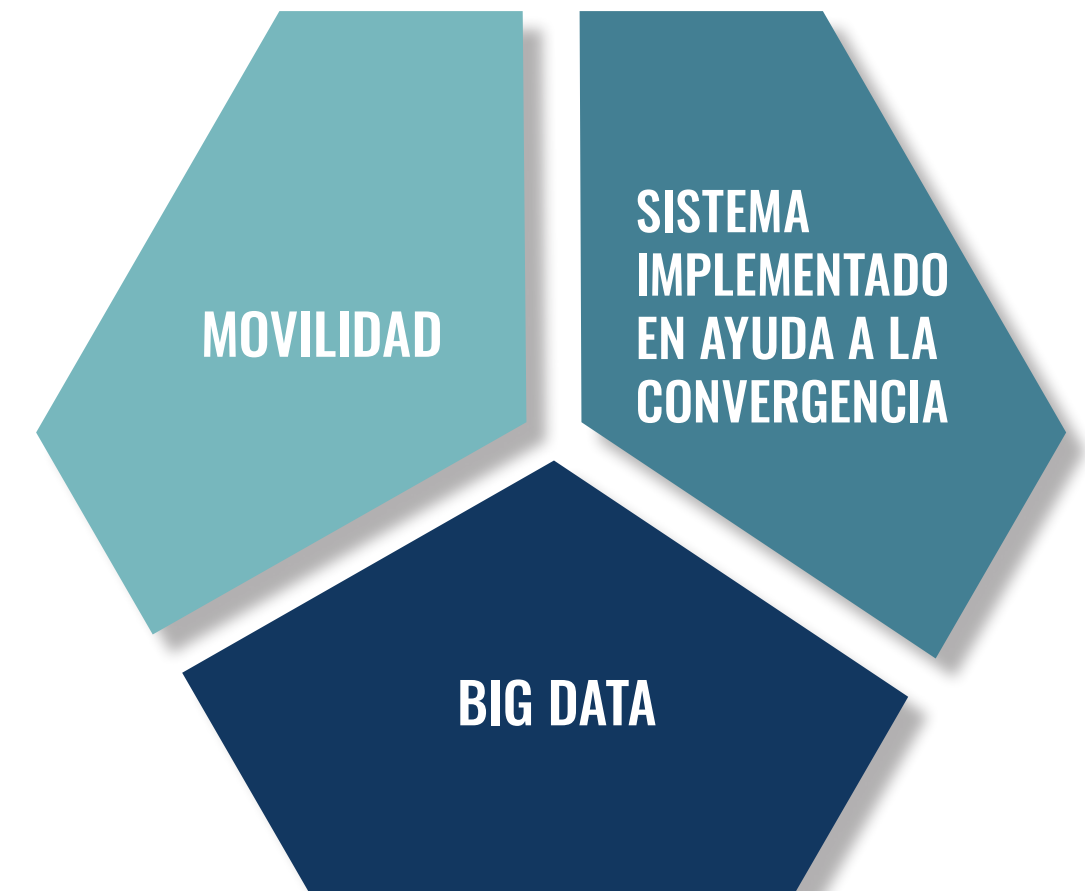 MOVILIDAD
SISTEMA
IMPLEMENTADO
EN AYUDA A LA
CONVERGENCIA
BIG DATA